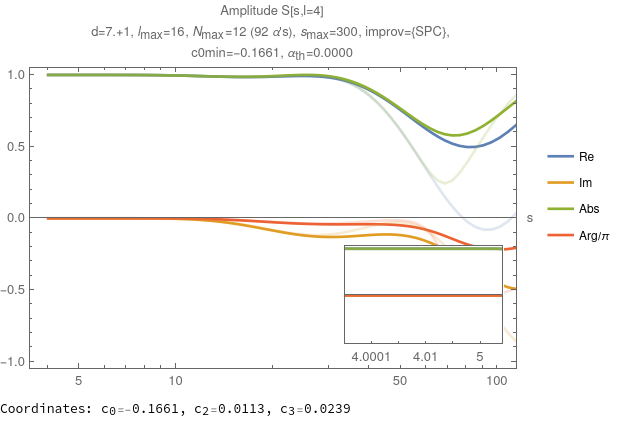 Amplitude S[s,l=4]
d=7.+1, lmax=16, Nmax=12 (92 α's), smax=300, improv={SPC},
c0min=−0.1661, αth=0.0000
1.0
0.5
0.0
−0.5
−1.0
s
Re
Im
Abs
Arg/π
4.0001 4.01 5
5 10 50 100
Coordinates: c0=-0.1661, c2=0.0113, c3=0.0239